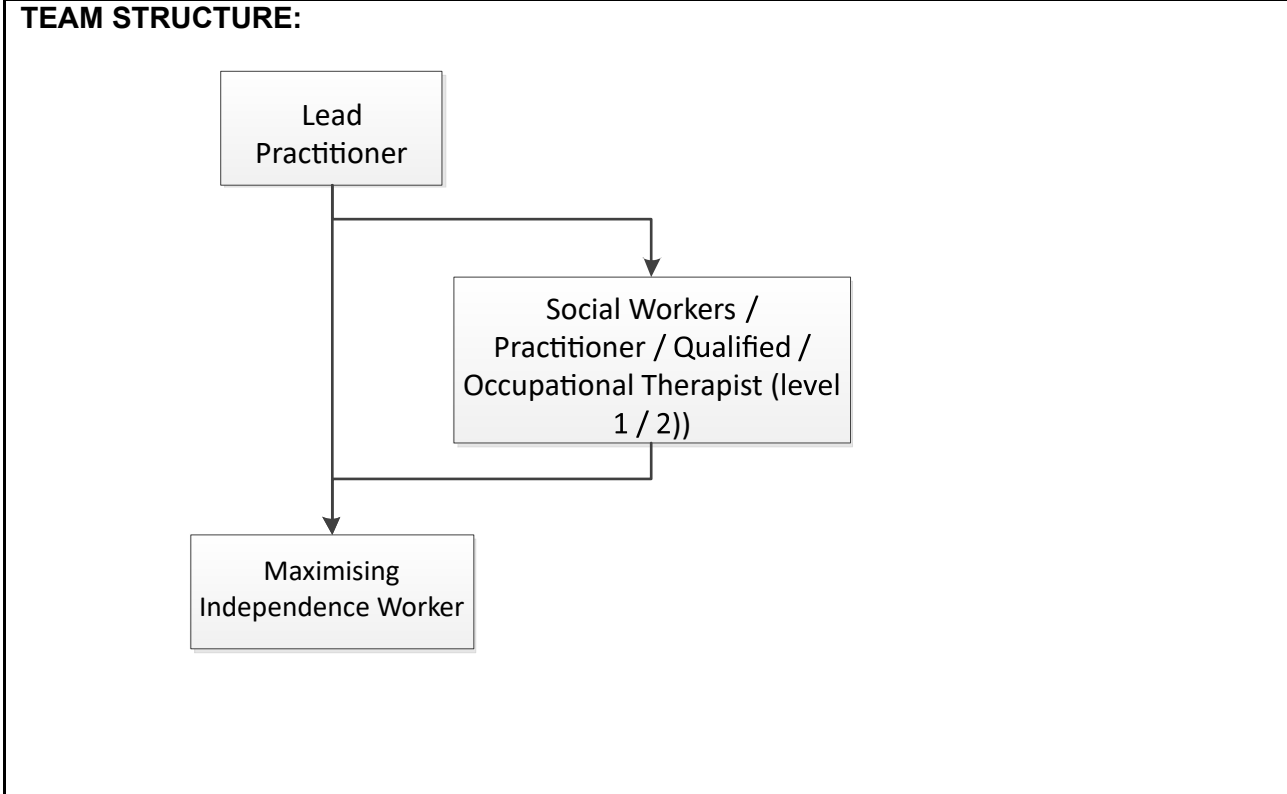 TEAM STRUCTURE:
Lead
Practitioner
Social Workers /
Practitioner / Qualified /
Occupational Therapist (level
1 / 2))
Maximising
Independence Worker